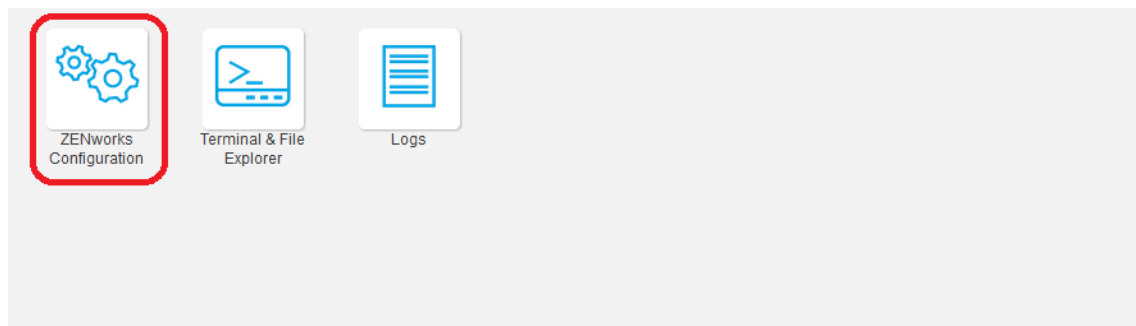 ZENworks
Configuration
Terminal & File
Explorer
Logs